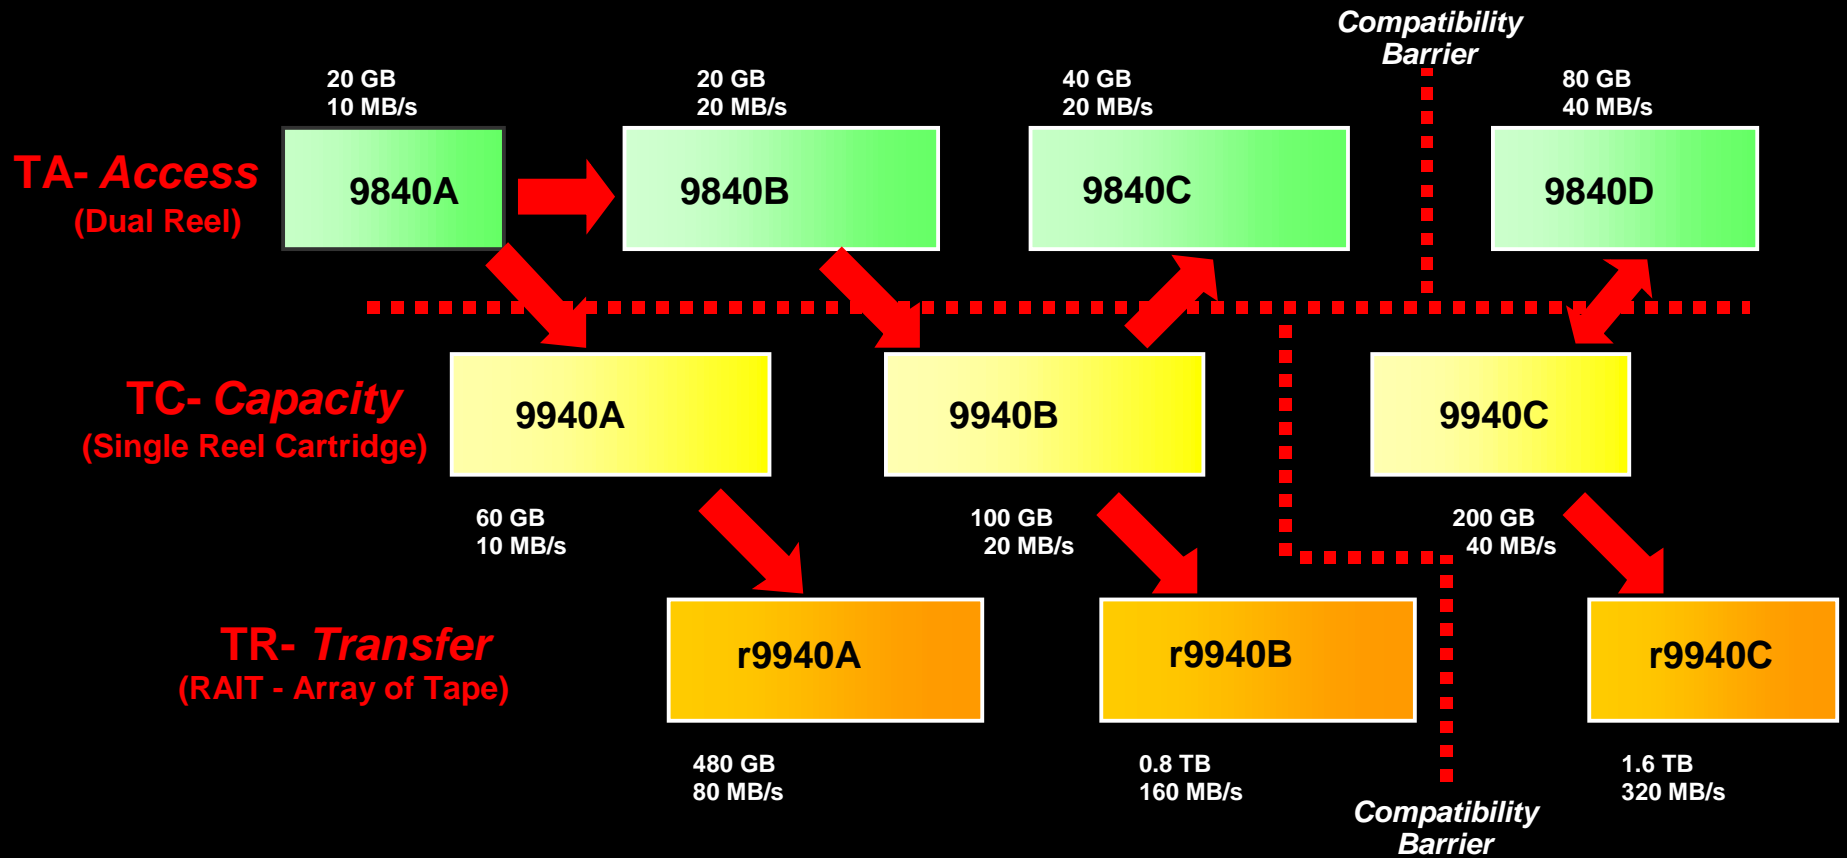 Compatibility
Barrier
20 GB
10 MB/s
20 GB
20 MB/s
40 GB
20 MB/s
80 GB
40 MB/s
TA- Access
(Dual Reel)
9840A
9840B
9840C
9840D
TC- Capacity
(Single Reel Cartridge)
9940A
9940B
9940C
60 GB
10 MB/s
100 GB
20 MB/s
200 GB
40 MB/s
TR- Transfer
(RAIT - Array of Tape)
r9940A
r9940B
r9940C
480 GB
80 MB/s
0.8 TB
160 MB/s
1.6 TB
320 MB/s
Compatibility
Barrier